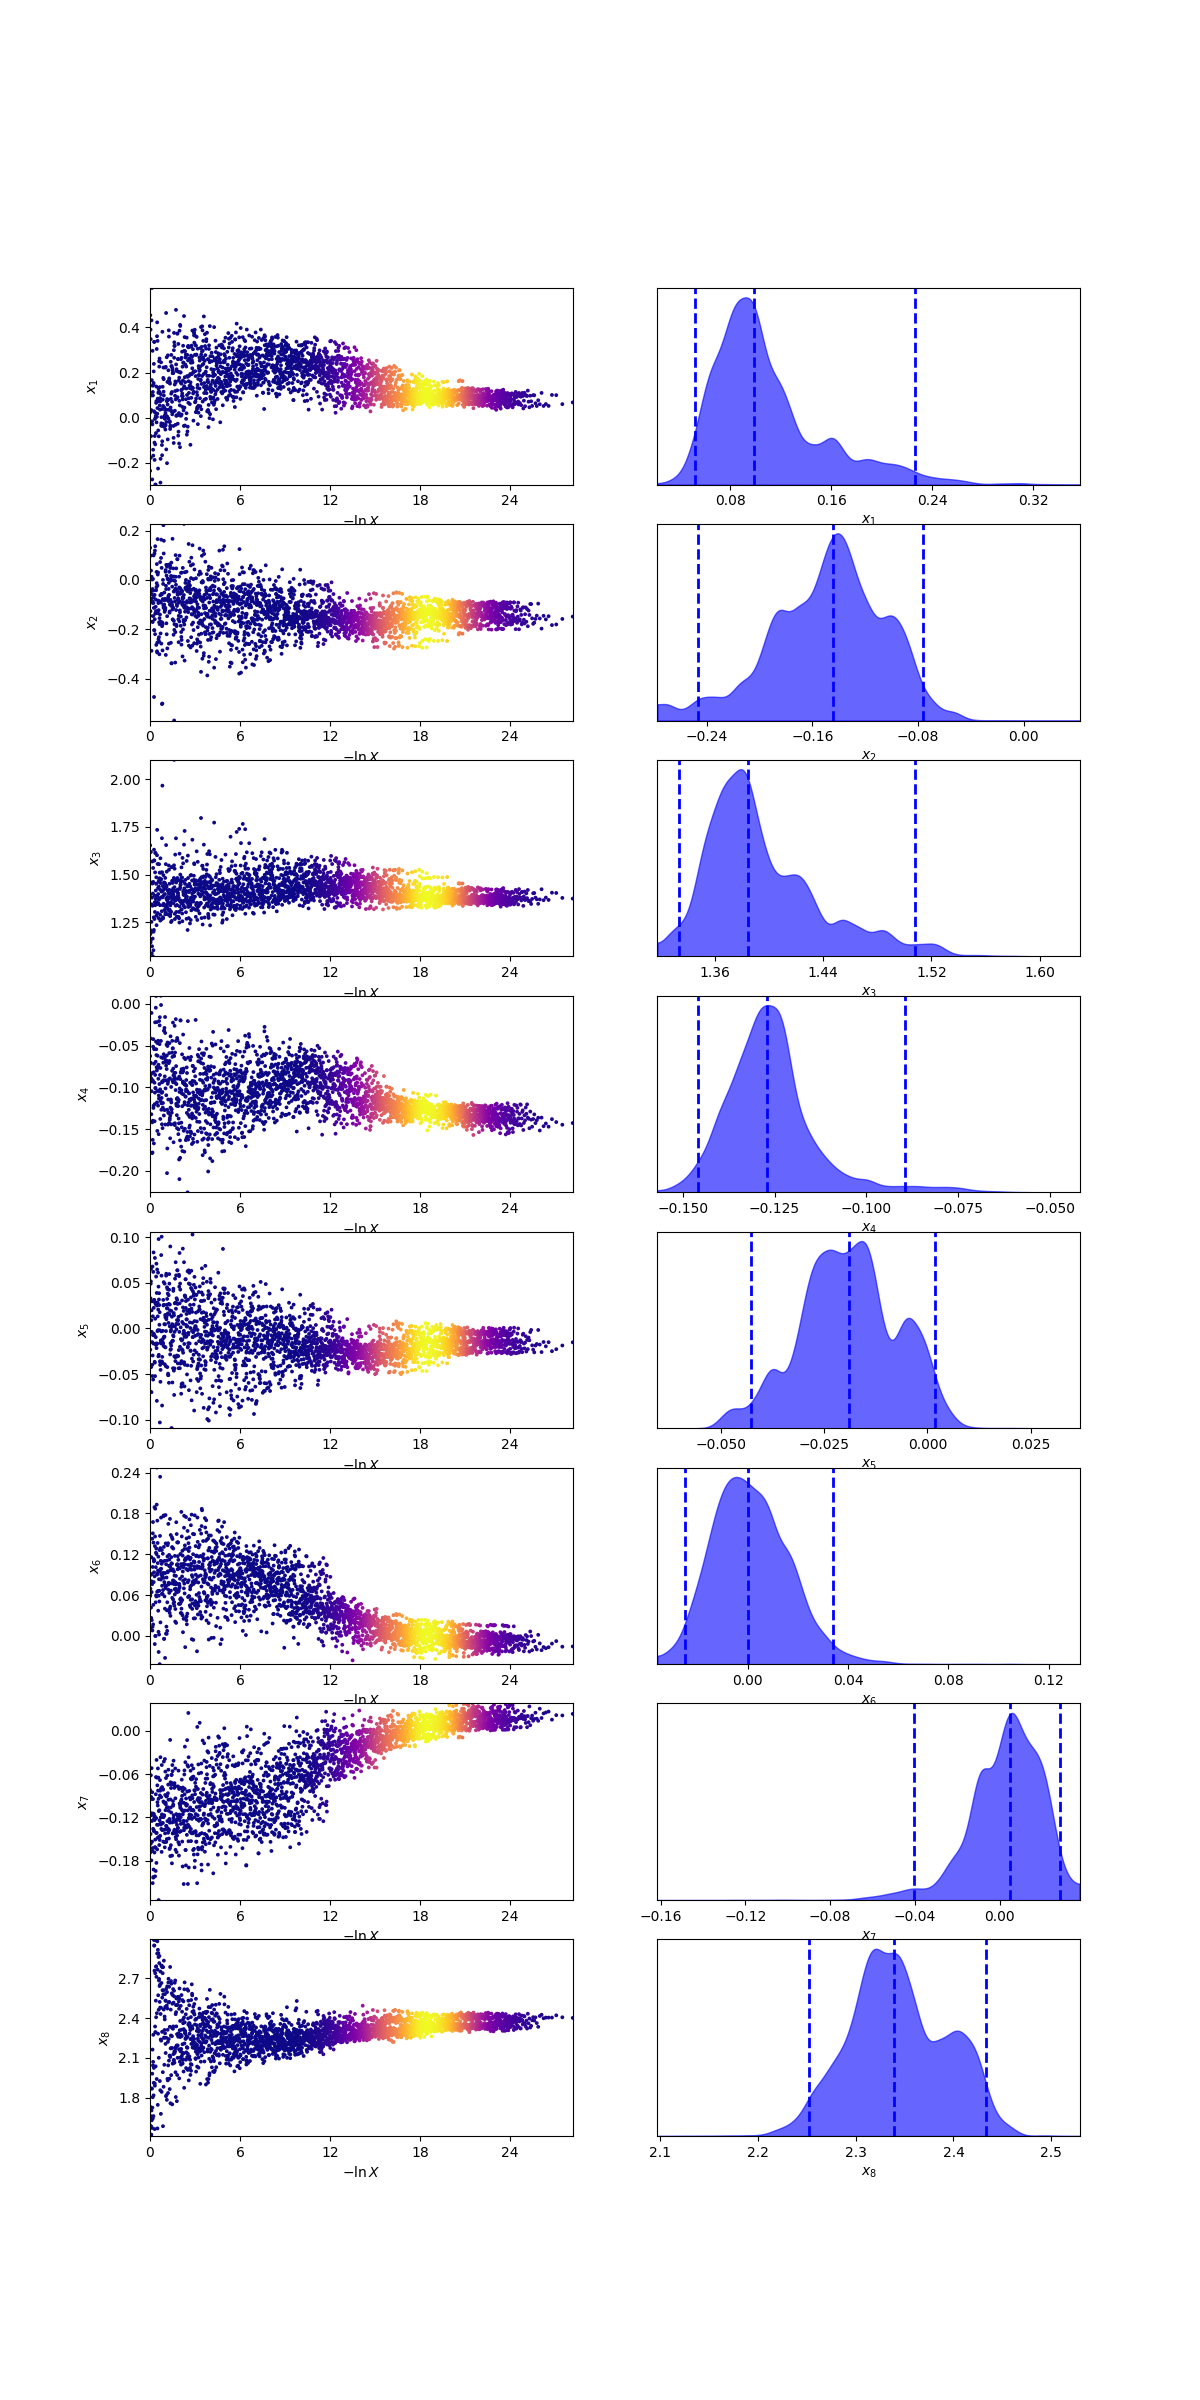 0.4
0.2
0.0
−0.2
x₁
0 6 12 18 24
−ln X
0.08 0.16 0.24 0.32
x₁
0.2
0.0
−0.2
−0.4
x₂
0 6 12 18 24
−ln X
−0.24 −0.16 −0.08 0.00
x₂
2.00
1.75
1.50
1.25
x₃
0 6 12 18 24
−ln X
1.36 1.44 1.52 1.60
x₃
0.00
−0.05
−0.10
−0.15
−0.20
x₄
0 6 12 18 24
−ln X
−0.150 −0.125 −0.100 −0.075 −0.050
x₄
0.10
0.05
0.00
−0.05
−0.10
x₅
0 6 12 18 24
−ln X
−0.050 −0.025 0.000 0.025
x₅
0.24
0.18
0.12
0.06
0.00
x₆
0 6 12 18 24
−ln X
0.00 0.04 0.08 0.12
x₆
0.00
−0.06
−0.12
−0.18
x₇
0 6 12 18 24
−ln X
−0.16 −0.12 −0.08 −0.04 0.00
x₇
2.7
2.4
2.1
1.8
x₈
0 6 12 18 24
−ln X
2.1 2.2 2.3 2.4 2.5
x₈